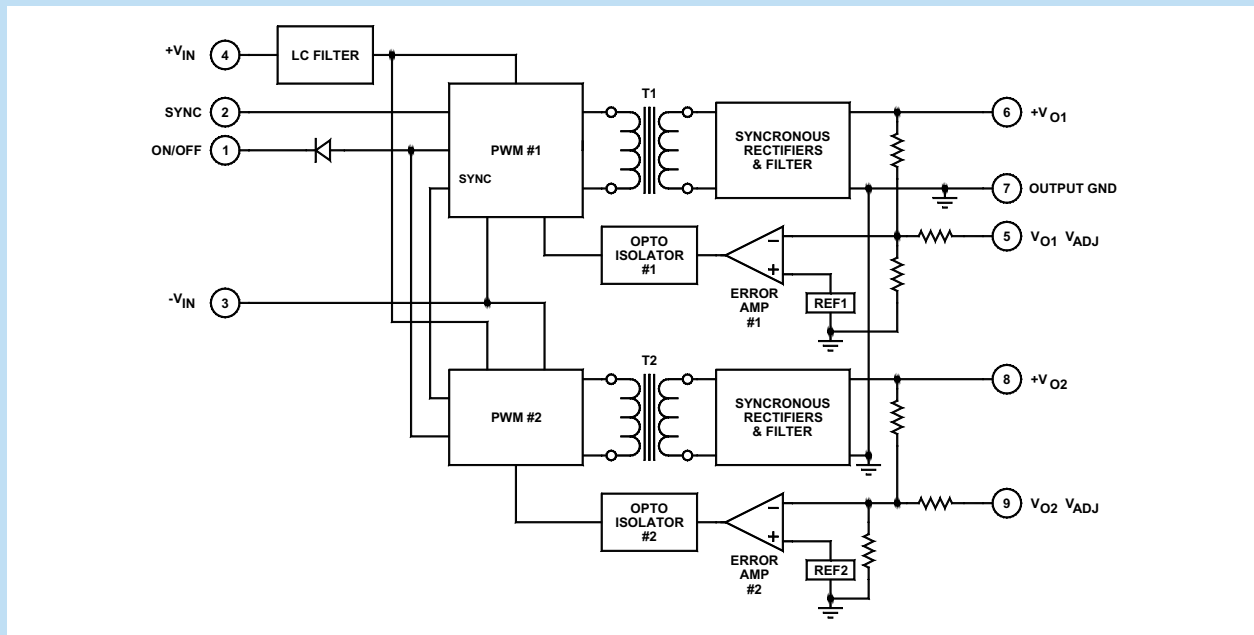 +VIN 4 LC FILTER
T1
SYNC 2
ON/OFF 1
PWM #1
SYNC
SYNCRONOUS
RECTIFIERS
& FILTER
6 +VO1
7 OUTPUT GND
OPTO
ISOLATOR
#1
−
+
ERROR
AMP
#1
REF1
5 VO1 VADJ
-VIN 3
T2
PWM #2
SYNCRONOUS
RECTIFIERS
& FILTER
8 +VO2
OPTO
ISOLATOR
#2
−
+
ERROR
AMP
#2
REF2
9 VO2 VADJ